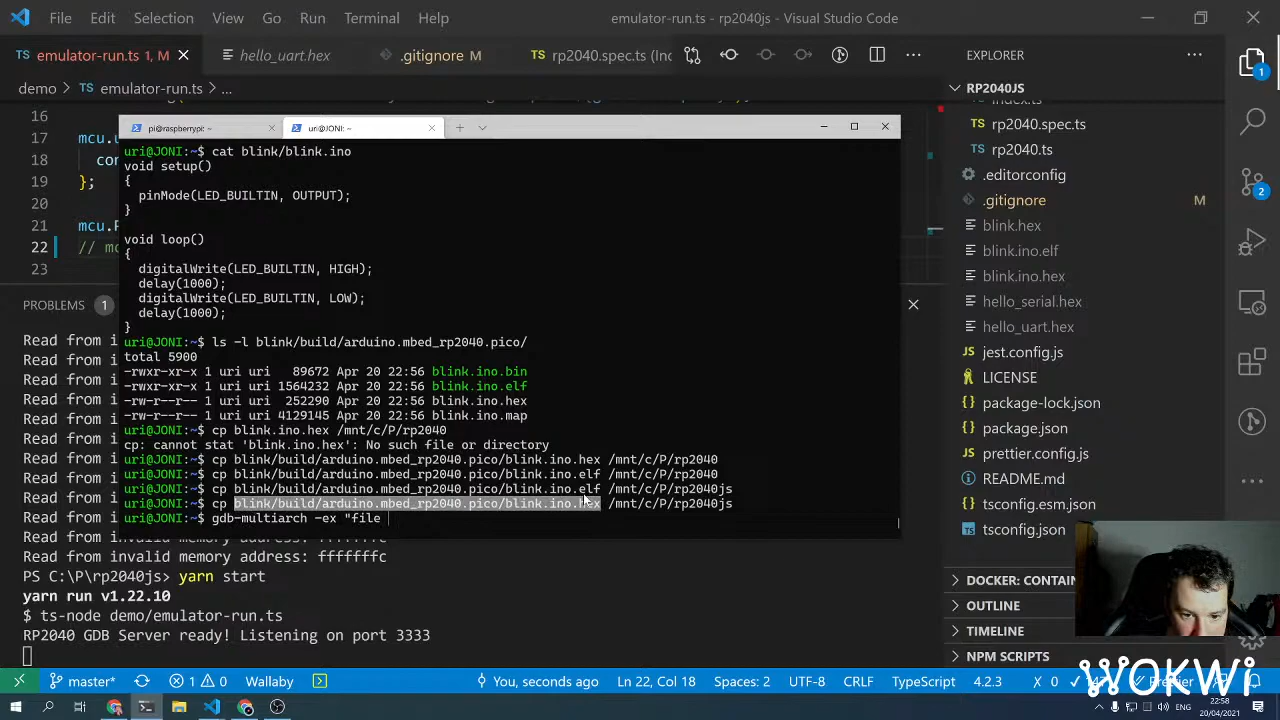 File Edit Selection View Go Run Terminal Help emulator-run.ts - rp2040js - Visual Studio Code
emulator-run.ts 1, M hello_uart.hex .gitignore M rp2040.spec.ts (Inc EXPLORER
demo > TS emulator-run.ts > ... RP2040JS
16
17 mcu.u
18 co
19 };
20
21 mcu.P
22 // mo
23
pi@raspberrypi: ~ uri@JONI: ~
uri@JONI:~$ cat blink/blink.ino
void setup()
{
pinMode(LED_BUILTIN, OUTPUT);
}
void loop()
{
digitalWrite(LED_BUILTIN, HIGH);
delay(1000);
digitalWrite(LED_BUILTIN, LOW);
delay(1000);
}
uri@JONI:~$ ls -l blink/build/arduino.mbed_rp2040.pico/
total 5900
-rwxr-xr-x 1 uri uri 89672 Apr 20 22:56 blink.ino.bin
-rwxr-xr-x 1 uri uri 1564232 Apr 20 22:56 blink.ino.elf
-rw-r--r-- 1 uri uri 252290 Apr 20 22:56 blink.ino.hex
-rw-r--r-- 1 uri uri 4129145 Apr 20 22:56 blink.ino.map
uri@JONI:~$ cp blink.ino.hex /mnt/c/P/rp2040
cp: cannot stat 'blink.ino.hex': No such file or directory
uri@JONI:~$ cp blink/build/arduino.mbed_rp2040.pico/blink.ino.hex /mnt/c/P/rp2040
uri@JONI:~$ cp blink/build/arduino.mbed_rp2040.pico/blink.ino.elf /mnt/c/P/rp2040
uri@JONI:~$ cp blink/build/arduino.mbed_rp2040.pico/blink.ino.elf /mnt/c/P/rp2040js
uri@JONI:~$ cp blink/build/arduino.mbed_rp2040.pico/blink.ino.hex /mnt/c/P/rp2040js
uri@JONI:~$ gdb-multiarch -ex "file
index.ts
TS rp2040.spec.ts
TS rp2040.ts
.editorconfig
.gitignore M
blink.hex
blink.ino.elf
blink.ino.hex
hello_serial.hex
hello_uart.hex
JS jest.config.js
LICENSE
{} package-lock.json
{} package.json
prettier.config.js
README.md
{} tsconfig.esm.json
tsconfig.json
DOCKER: CONTAIN
OUTLINE
TIMELINE
NPM SCRIPTS
1
2
PROBLEMS 1
Read from i
Read from i
Read from i
Read from i
Read from i
Read from i
Read from i
Read from i
Read from i
Read from invalid memory address: fffffffc
Read from invalid memory address: fffffffc
PS C:\P\rp2040js> yarn start
yarn run v1.22.10
$ ts-node demo/emulator-run.ts
RP2040 GDB Server ready! Listening on port 3333
WOKWI
master* 1 0 Wallaby You, seconds ago Ln 22, Col 18 Spaces: 2 UTF-8 CRLF TypeScript 4.2.3 0 Prettier
ENG 22:58
20/04/2021